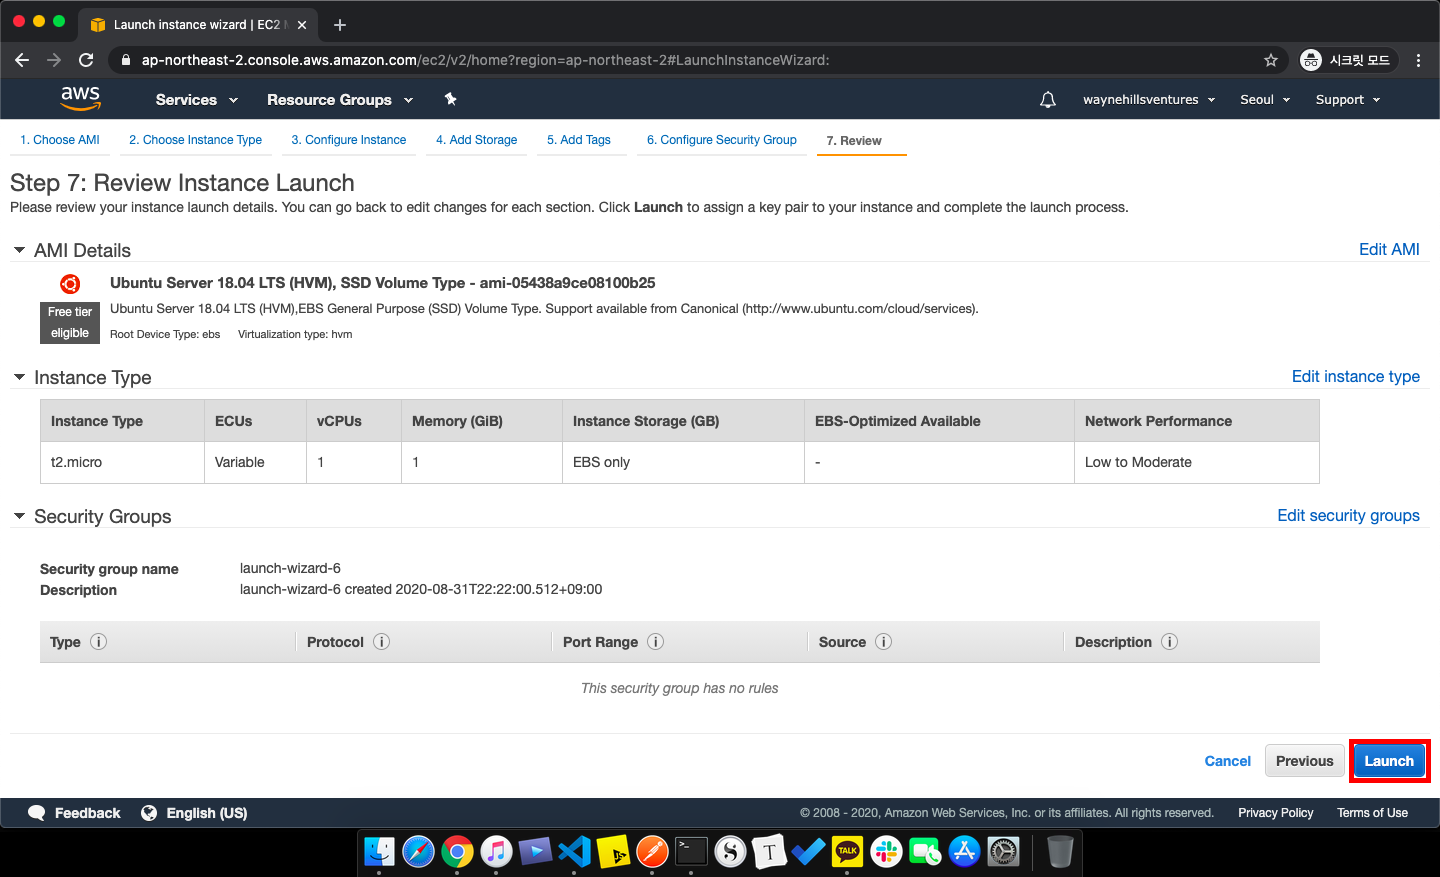 Launch instance wizard | EC2 M
ap-northeast-2.console.aws.amazon.com/ec2/v2/home?region=ap-northeast-2#LaunchInstanceWizard:
시크릿 모드
aws Services Resource Groups waynehillsventures Seoul Support
1. Choose AMI 2. Choose Instance Type 3. Configure Instance 4. Add Storage 5. Add Tags 6. Configure Security Group 7. Review
Step 7: Review Instance Launch
Please review your instance launch details. You can go back to edit changes for each section. Click Launch to assign a key pair to your instance and complete the launch process.
AMI Details Edit AMI
Ubuntu Server 18.04 LTS (HVM), SSD Volume Type - ami-05438a9ce08100b25
Free tier eligible
Ubuntu Server 18.04 LTS (HVM),EBS General Purpose (SSD) Volume Type. Support available from Canonical (http://www.ubuntu.com/cloud/services).
Root Device Type: ebs Virtualization type: hvm
Instance Type Edit instance type
Instance Type ECUs vCPUs Memory (GiB) Instance Storage (GB) EBS-Optimized Available Network Performance
t2.micro Variable 1 1 EBS only - Low to Moderate
Security Groups Edit security groups
Security group name launch-wizard-6
Description launch-wizard-6 created 2020-08-31T22:22:00.512+09:00
Type i Protocol i Port Range i Source i Description i
This security group has no rules
Cancel Previous Launch
Feedback English (US) © 2008 - 2020, Amazon Web Services, Inc. or its affiliates. All rights reserved. Privacy Policy Terms of Use
JS >_ S T TALK